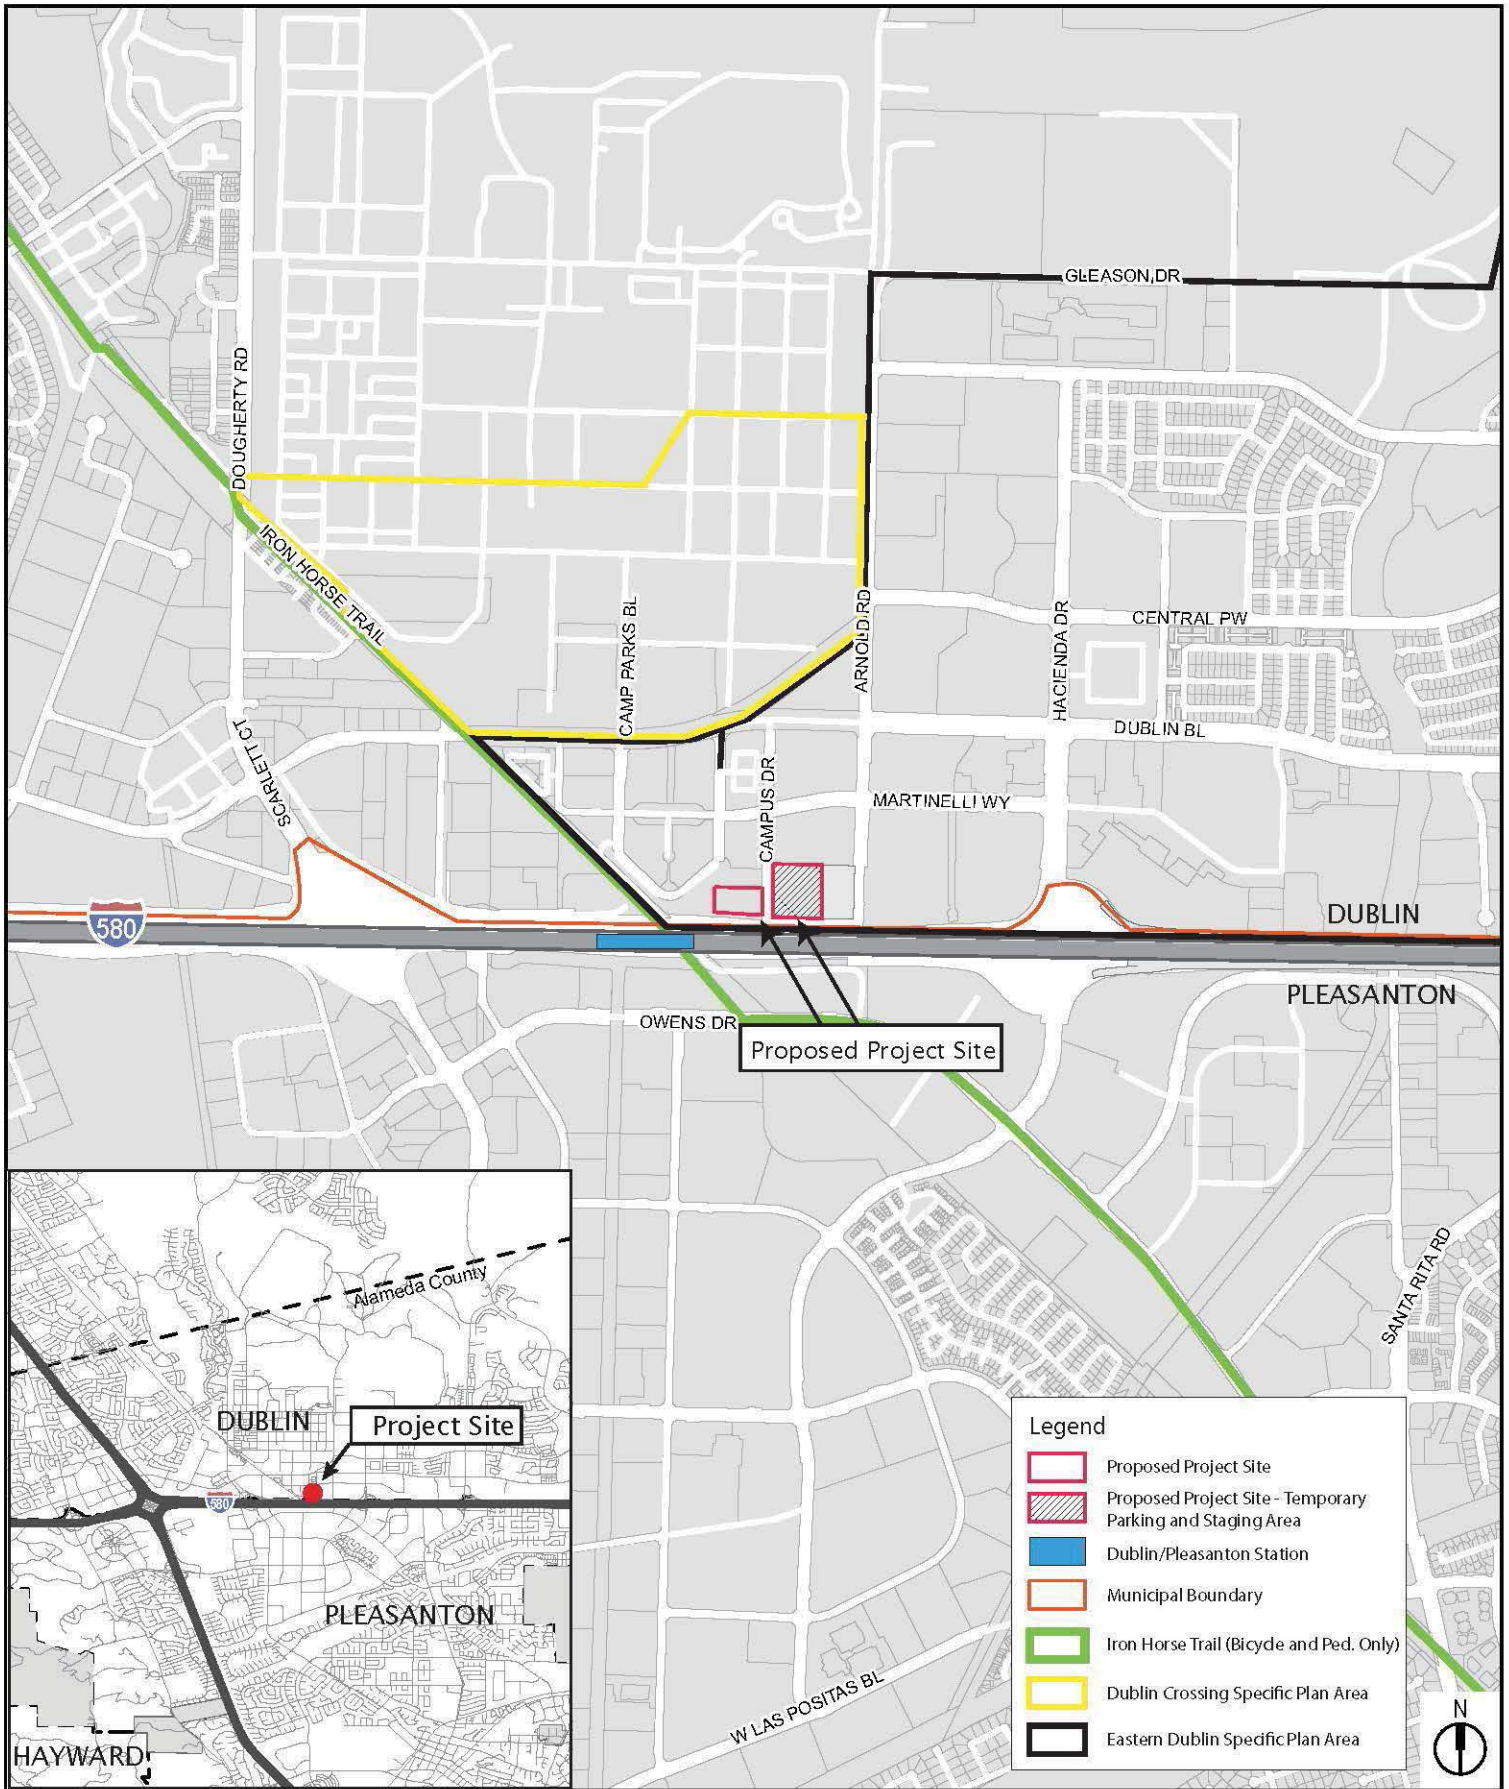 GLEASON DR
DOUGHERTY RD
IRON HORSE TRAIL
CAMP PARKS BL
ARNOLD RD
HACIENDA DR
CENTRAL PW
SCARLETT CT
DUBLIN BL
CAMPUS DR
MARTINELLI WY
580
DUBLIN
PLEASANTON
OWENS DR
Proposed Project Site
SANTA RITA RD
W LAS POSITAS BL
Alameda County
DUBLIN
Project Site
580
PLEASANTON
HAYWARD
Legend
Proposed Project Site
Proposed Project Site - Temporary
Parking and Staging Area
Dublin/Pleasanton Station
Municipal Boundary
Iron Horse Trail (Bicycle and Ped. Only)
Dublin Crossing Specific Plan Area
Eastern Dublin Specific Plan Area
N